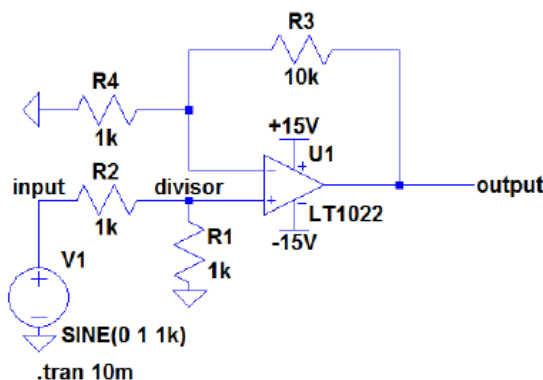 R3
10k
R4
1k
+15V
U1
input
R2
1k
divisor
output
LT1022
-15V
R1
1k
V1
SINE(0 1 1k)
.tran 10m